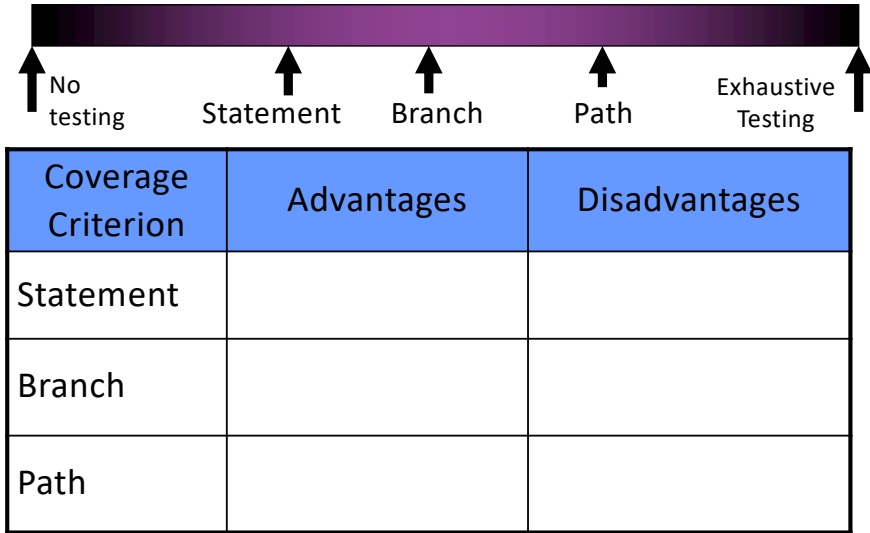 No
testing
Statement
Branch
Path
Exhaustive
Testing
Coverage
Criterion
Advantages
Disadvantages
Statement
Branch
Path